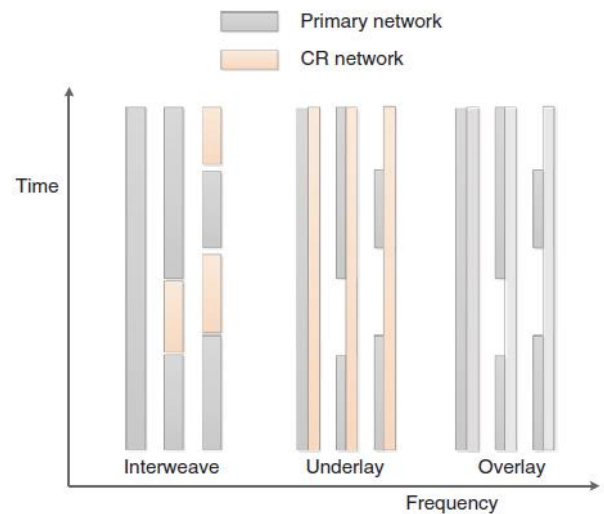 Primary network
CR network
Time
Interweave
Underlay
Overlay
Frequency